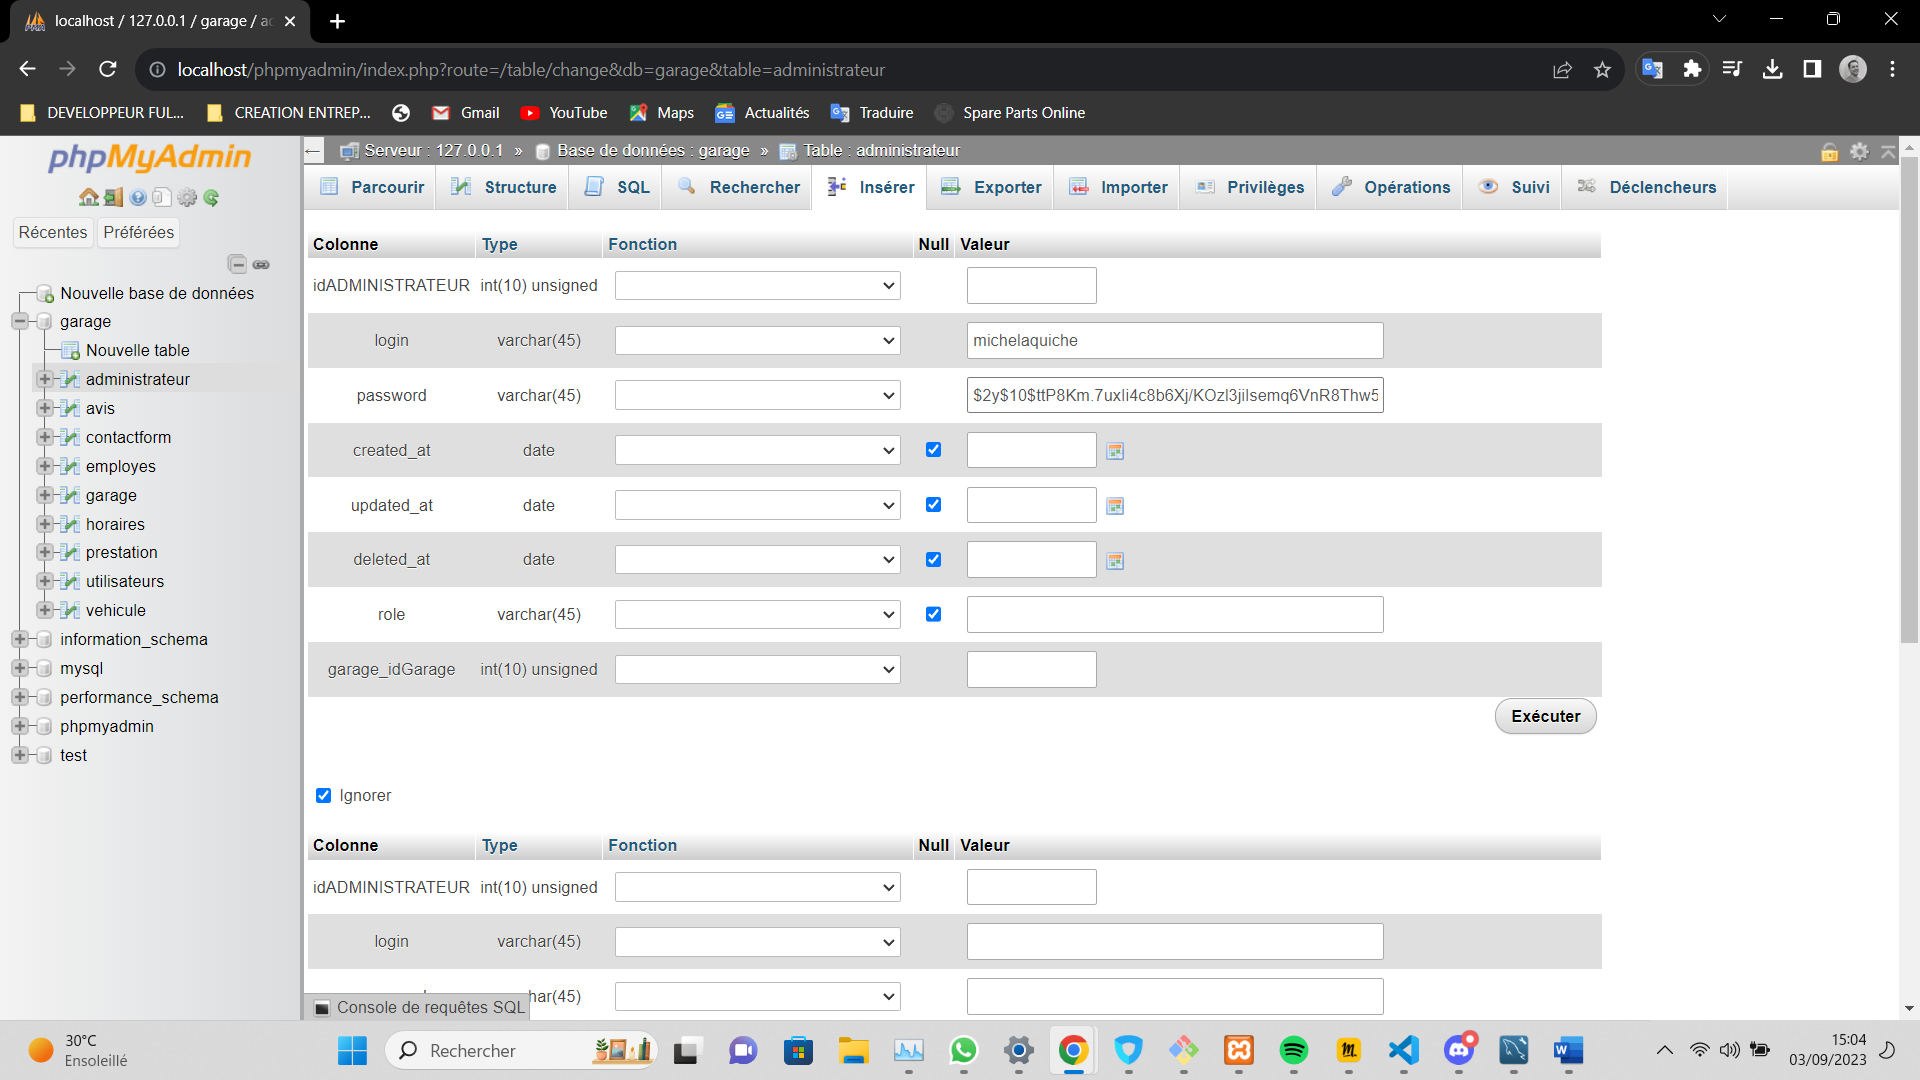 localhost / 127.0.0.1 / garage / ad
localhost/phpmyadmin/index.php?route=/table/change&db=garage&table=administrateur
DEVELOPPEUR FUL... CREATION ENTREP... Gmail YouTube Maps Actualités Traduire Spare Parts Online
phpMyAdmin
Récentes Préférées
Nouvelle base de données
garage
Nouvelle table
administrateur
avis
contactform
employes
garage
horaires
prestation
utilisateurs
vehicule
information_schema
mysql
performance_schema
phpmyadmin
test
Serveur : 127.0.0.1 » Base de données : garage » Table : administrateur
Parcourir Structure SQL Rechercher Insérer Exporter Importer Privilèges Opérations Suivi Déclencheurs
Colonne Type Fonction Null Valeur
idADMINISTRATEUR int(10) unsigned
login varchar(45) michelaquiche
password varchar(45)
created_at date
updated_at date
deleted_at date
role varchar(45)
garage_idGarage int(10) unsigned
Exécuter
Ignorer
Colonne Type Fonction Null Valeur
idADMINISTRATEUR int(10) unsigned
login varchar(45)
har(45)
Console de requêtes SQL
30°C
Ensoleillé
Rechercher
15:04
03/09/2023